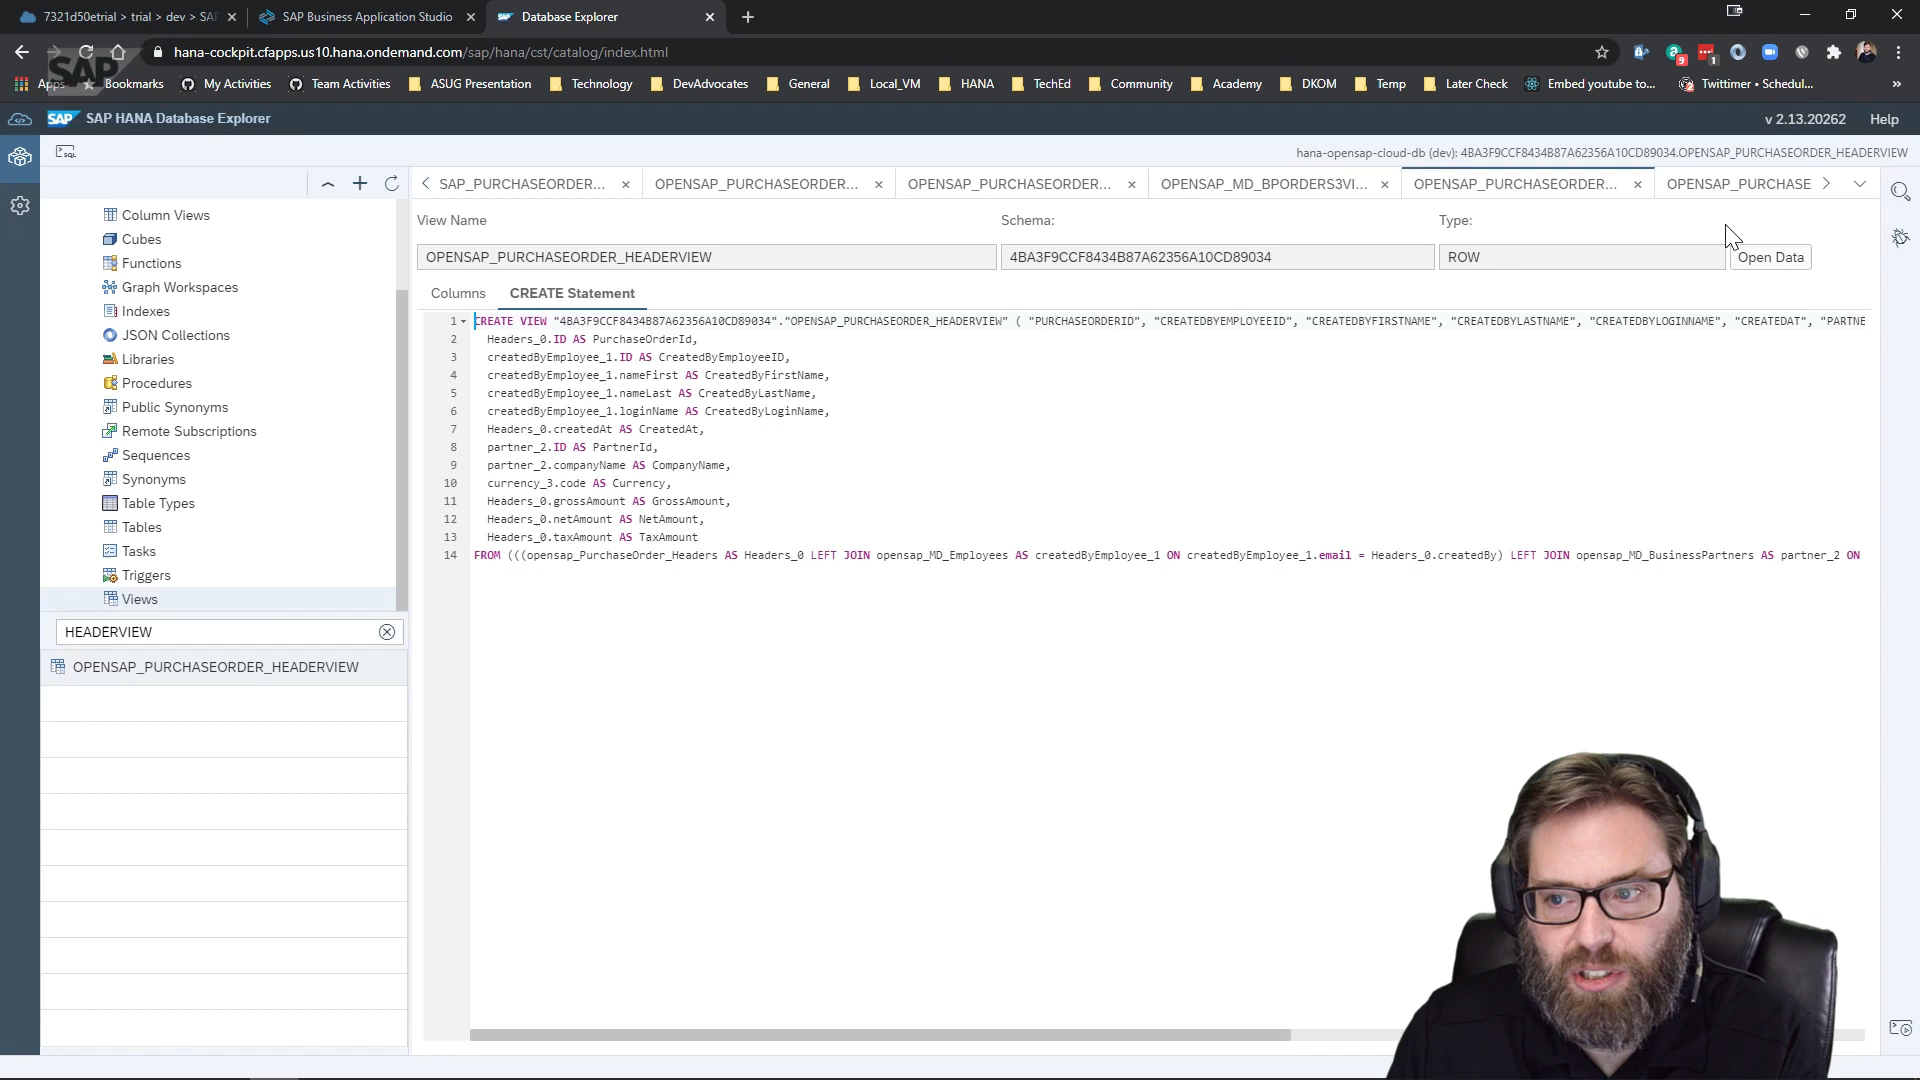 7321d50etrial > trial > dev > SAP
SAP Business Application Studio
Database Explorer
hana-cockpit.cfapps.us10.hana.ondemand.com/sap/hana/cst/catalog/index.html
9
1
SAP
Apps
Bookmarks
My Activities
Team Activities
ASUG Presentation
Technology
DevAdvocates
General
Local_VM
HANA
TechEd
Community
Academy
DKOM
Temp
Later Check
Embed youtube to...
Twittimer • Schedul...
SAP
SAP HANA Database Explorer
v 2.13.20262
Help
hana-opensap-cloud-db (dev): 4BA3F9CCF8434B87A62356A10CD89034.OPENSAP_PURCHASEORDER_HEADERVIEW
SAP_PURCHASEORDER...
OPENSAP_PURCHASEORDER...
OPENSAP_PURCHASEORDER...
OPENSAP_MD_BPORDERS3VI...
OPENSAP_PURCHASEORDER...
OPENSAP_PURCHASE
Column Views
Cubes
Functions
Graph Workspaces
Indexes
JSON Collections
Libraries
Procedures
Public Synonyms
Remote Subscriptions
Sequences
Synonyms
Table Types
Tables
Tasks
Triggers
Views
HEADERVIEW
OPENSAP_PURCHASEORDER_HEADERVIEW
View Name
Schema:
Type:
OPENSAP_PURCHASEORDER_HEADERVIEW
4BA3F9CCF8434B87A62356A10CD89034
ROW
Open Data
Columns
CREATE Statement
1 CREATE VIEW "4BA3F9CCF8434B87A62356A10CD89034"."OPENSAP_PURCHASEORDER_HEADERVIEW" ( "PURCHASEORDERID", "CREATEDBYEMPLOYEEID", "CREATEDBYFIRSTNAME", "CREATEDBYLASTNAME", "CREATEDBYLOGINNAME", "CREATEDAT", "PARTNE
2 Headers_0.ID AS PurchaseOrderId,
3 createdByEmployee_1.ID AS CreatedByEmployeeID,
4 createdByEmployee_1.nameFirst AS CreatedByFirstName,
5 createdByEmployee_1.nameLast AS CreatedByLastName,
6 createdByEmployee_1.loginName AS CreatedByLoginName,
7 Headers_0.createdAt AS CreatedAt,
8 partner_2.ID AS PartnerId,
9 partner_2.companyName AS CompanyName,
10 currency_3.code AS Currency,
11 Headers_0.grossAmount AS GrossAmount,
12 Headers_0.netAmount AS NetAmount,
13 Headers_0.taxAmount AS TaxAmount
14 FROM (((opensap_PurchaseOrder_Headers AS Headers_0 LEFT JOIN opensap_MD_Employees AS createdByEmployee_1 ON createdByEmployee_1.email = Headers_0.createdBy) LEFT JOIN opensap_MD_BusinessPartners AS partner_2 ON